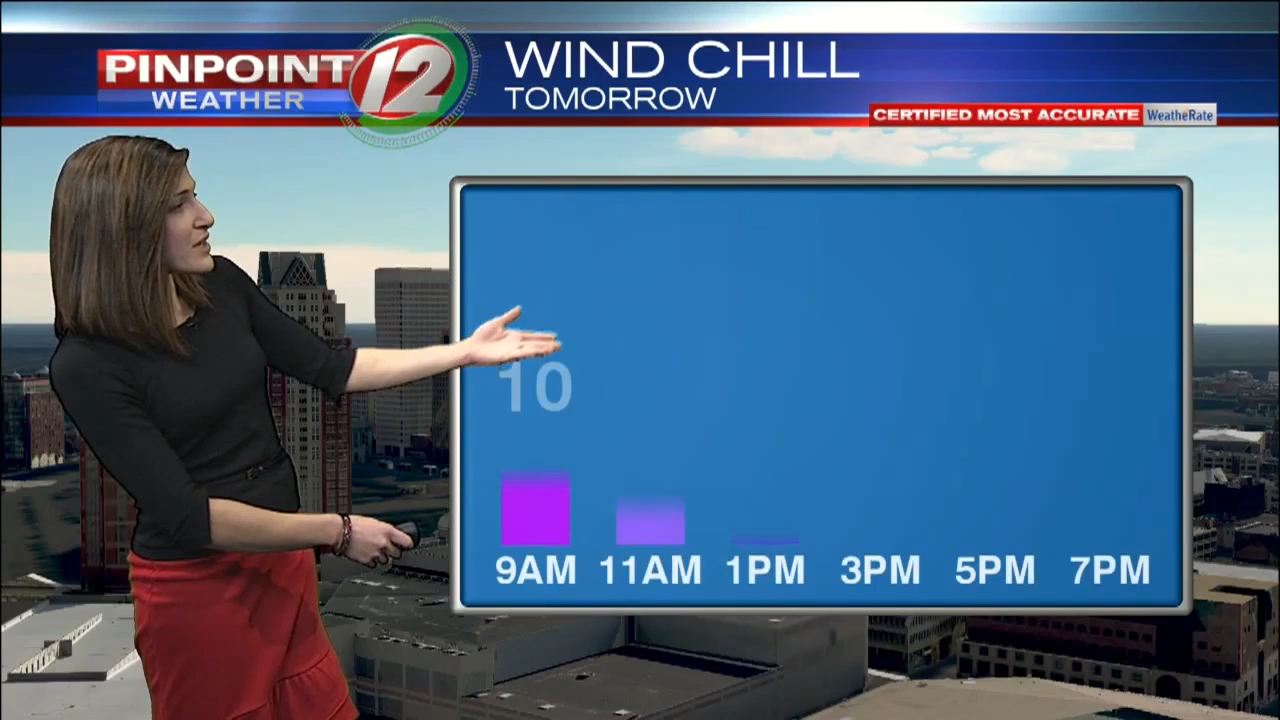 PINPOINT 12
WEATHER
WIND CHILL
TOMORROW
CERTIFIED MOST ACCURATE WeatheRate
10
9AM 11AM 1PM 3PM 5PM 7PM